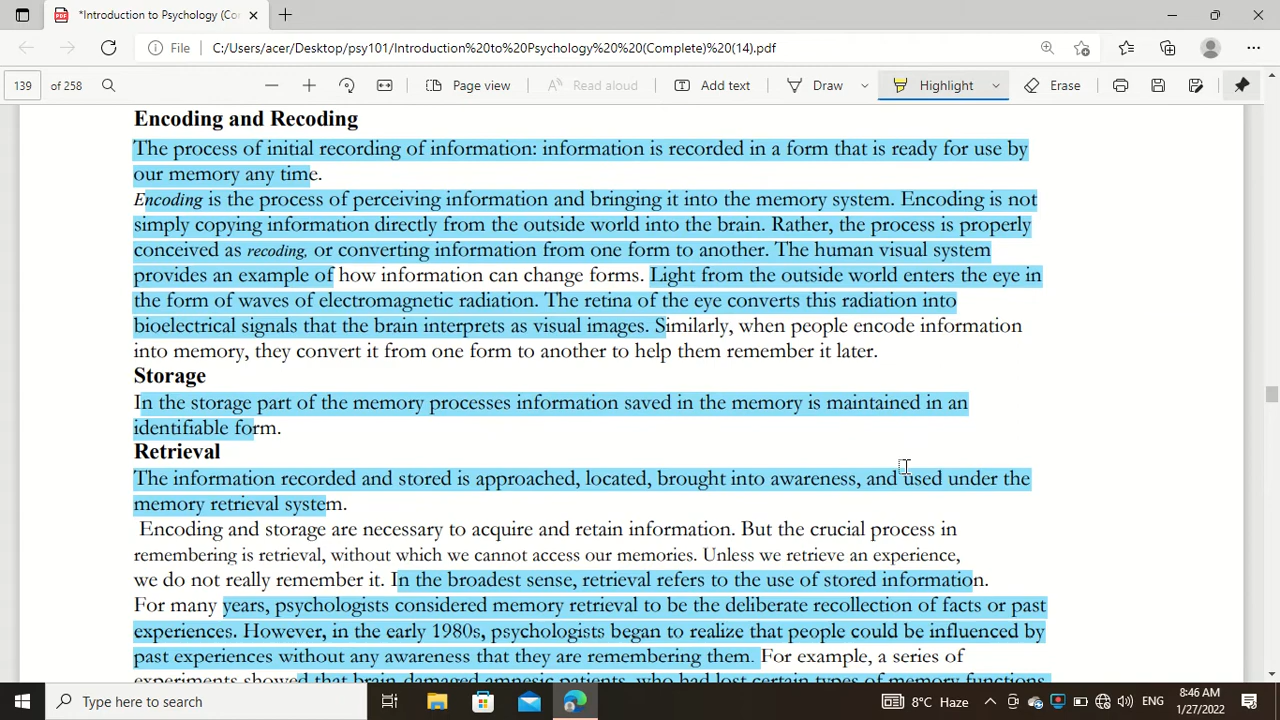 *Introduction to Psychology (Co
File C:/Users/acer/Desktop/psy101/Introduction%20to%20Psychology%20%20(Complete)%20(14).pdf
139 of 258 Page view Read aloud Add text Draw Highlight Erase
Encoding and Recoding
The process of initial recording of information: information is recorded in a form that is ready for use by
our memory any time.
Encoding is the process of perceiving information and bringing it into the memory system. Encoding is not
simply copying information directly from the outside world into the brain. Rather, the process is properly
conceived as recoding, or converting information from one form to another. The human visual system
provides an example of how information can change forms. Light from the outside world enters the eye in
the form of waves of electromagnetic radiation. The retina of the eye converts this radiation into
bioelectrical signals that the brain interprets as visual images. Similarly, when people encode information
into memory, they convert it from one form to another to help them remember it later.
Storage
In the storage part of the memory processes information saved in the memory is maintained in an
identifiable form.
Retrieval
The information recorded and stored is approached, located, brought into awareness, and used under the
memory retrieval system.
Encoding and storage are necessary to acquire and retain information. But the crucial process in
remembering is retrieval, without which we cannot access our memories. Unless we retrieve an experience,
we do not really remember it. In the broadest sense, retrieval refers to the use of stored information.
For many years, psychologists considered memory retrieval to be the deliberate recollection of facts or past
experiences. However, in the early 1980s, psychologists began to realize that people could be influenced by
past experiences without any awareness that they are remembering them. For example, a series of
experiments showed that brain damaged amnesic patients, who had lost certain types of memory functions
Type here to search 8°C Haze ENG 8:46 AM
1/27/2022